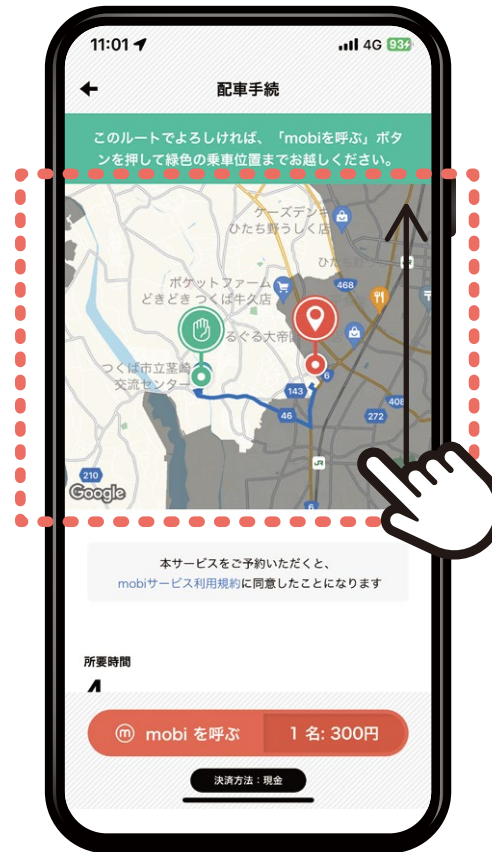 11:01
4G 93
配車手続
このルートでよろしければ、「mobiを呼ぶ」ボタ
ンを押して緑色の乗車位置までお越しください。
ケーズデンキ
ひたち野うしく店
ひた
ポケットファーム
どきどき つくば牛久店
468
ぐるぐる大帝
つくば市立茎崎
交流センター
6
143
46
408
272
JR
210
6
Google
本サービスをご予約いただくと、
mobiサービス利用規約に同意したことになります
所要時間
m mobi を呼ぶ 1 名: 300円
決済方法：現金